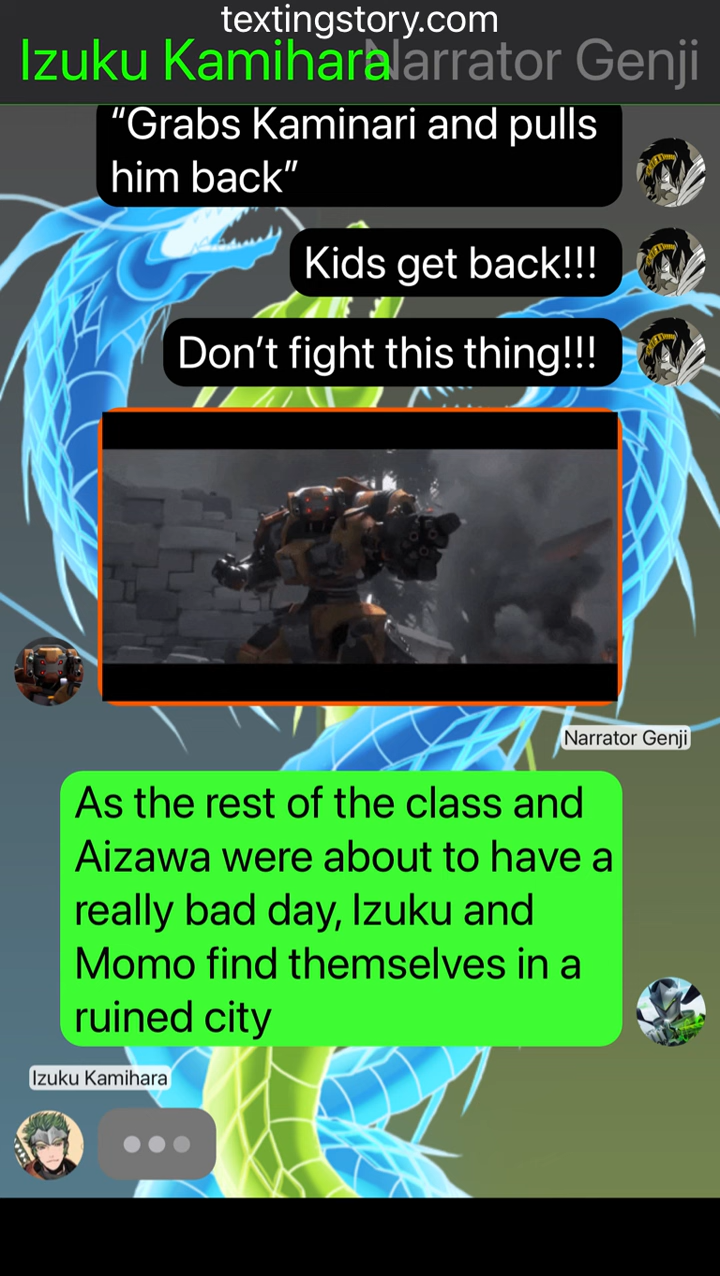 textingstory.com
Izuku Kamihara
Narrator Genji
“Grabs Kaminari and pulls
him back”
Kids get back!!!
Don’t fight this thing!!!
Narrator Genji
As the rest of the class and
Aizawa were about to have a
really bad day, Izuku and
Momo find themselves in a
ruined city
Izuku Kamihara